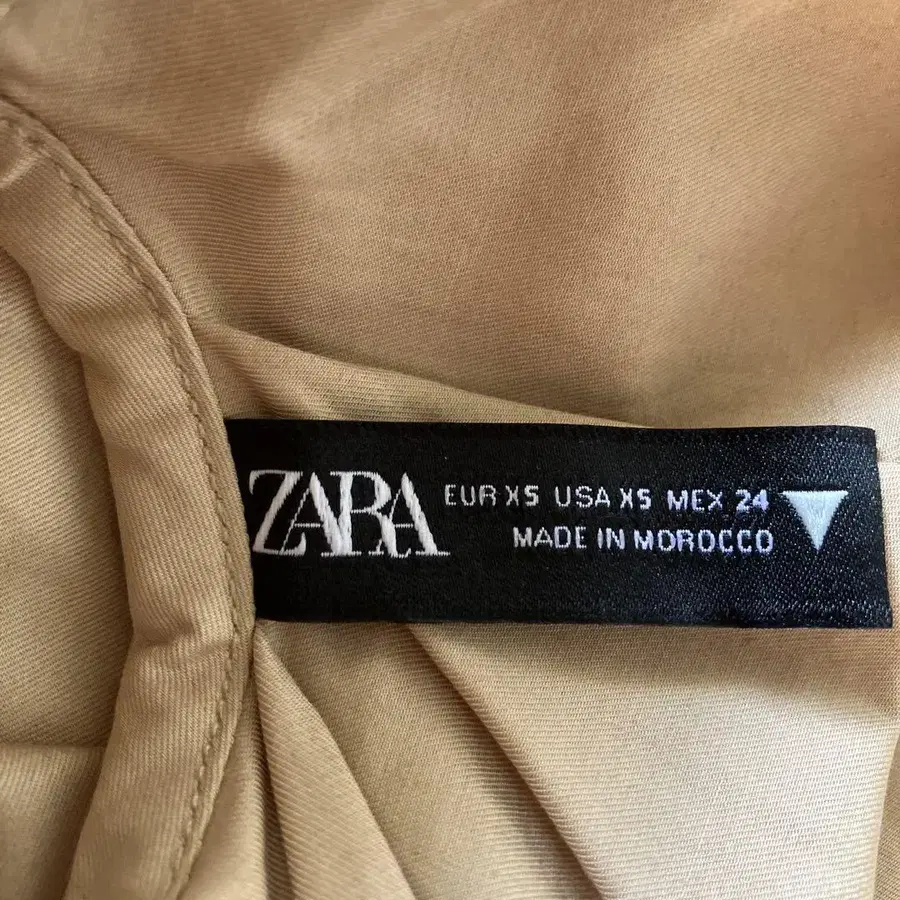 ZARA
EUR XS USA XS MEX 24
MADE IN MOROCCO